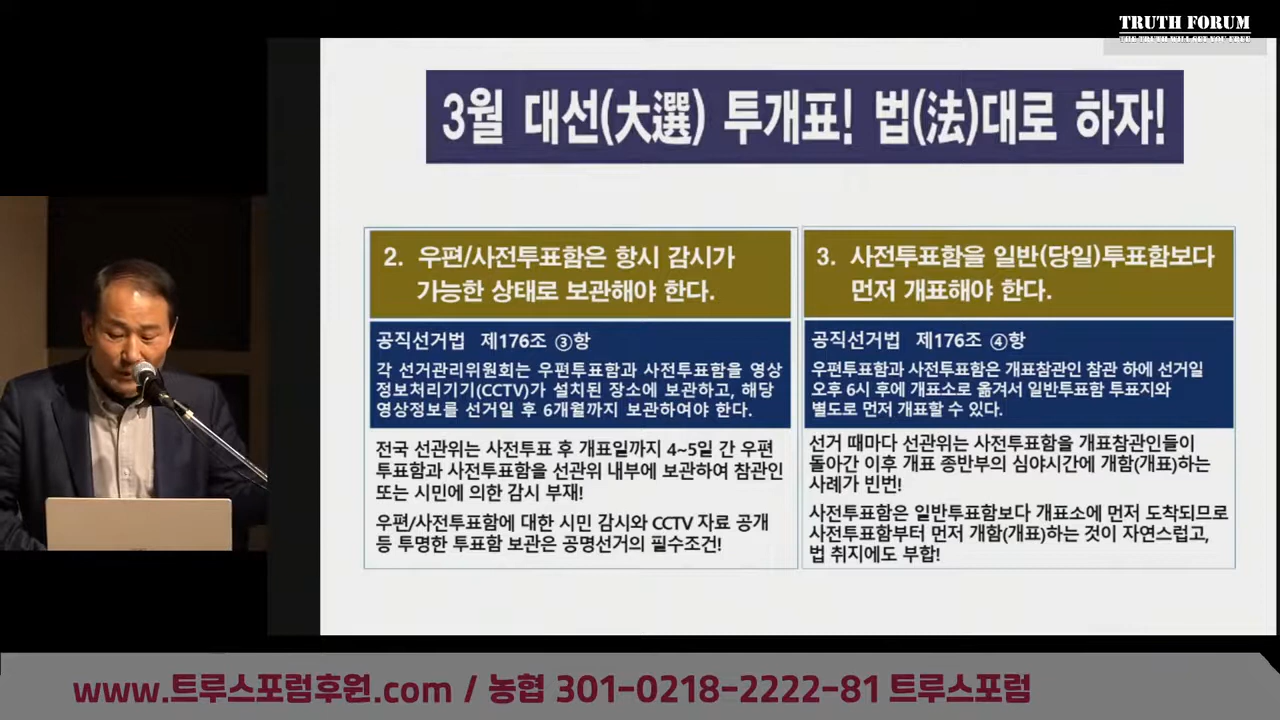 TRUTH FORUM
THE TRUTH WILL SET YOU FREE
3월 대선(大選) 투개표! 법(法)대로 하자!
2. 우편/사전투표함은 항시 감시가
가능한 상태로 보관해야 한다.
공직선거법 제176조 ③항
각 선거관리위원회는 우편투표함과 사전투표함을 영상
정보처리기기(CCTV)가 설치된 장소에 보관하고, 해당
영상정보를 선거일 후 6개월까지 보관하여야 한다.
전국 선관위는 사전투표 후 개표일까지 4~5일 간 우편
투표함과 사전투표함을 선관위 내부에 보관하여 참관인
또는 시민에 의한 감시 부재!
우편/사전투표함에 대한 시민 감시와 CCTV 자료 공개
등 투명한 투표함 보관은 공명선거의 필수조건!
3. 사전투표함을 일반(당일)투표함보다
먼저 개표해야 한다.
공직선거법 제176조 ④항
우편투표함과 사전투표함은 개표참관인 참관 하에 선거일
오후 6시 후에 개표소로 옮겨서 일반투표함 투표지와
별도로 먼저 개표할 수 있다.
선거 때마다 선관위는 사전투표함을 개표참관인들이
돌아간 이후 개표 종반부의 심야시간에 개함(개표)하는
사례가 빈번!
사전투표함은 일반투표함보다 개표소에 먼저 도착되므로
사전투표함부터 먼저 개함(개표)하는 것이 자연스럽고,
법 취지에도 부합!
www.트루스포럼후원.com / 농협 301-0218-2222-81 트루스포럼